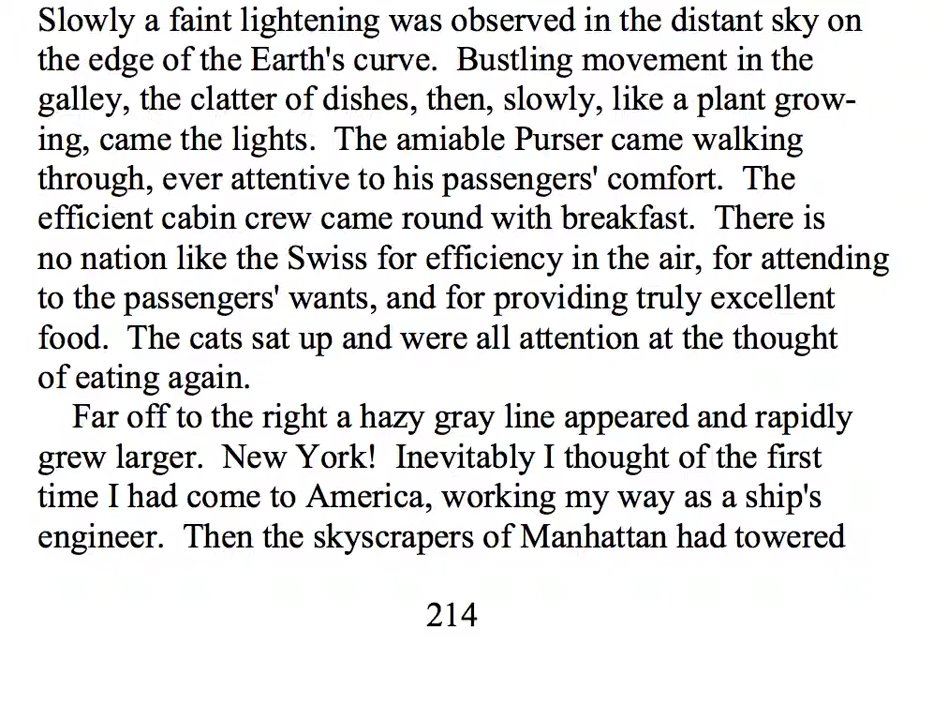 Slowly a faint lightening was observed in the distant sky on
the edge of the Earth's curve.  Bustling movement in the
galley, the clatter of dishes, then, slowly, like a plant grow-
ing, came the lights.  The amiable Purser came walking
through, ever attentive to his passengers' comfort.  The
efficient cabin crew came round with breakfast.  There is
no nation like the Swiss for efficiency in the air, for attending
to the passengers' wants, and for providing truly excellent
food.  The cats sat up and were all attention at the thought
of eating again.
Far off to the right a hazy gray line appeared and rapidly
grew larger.  New York!  Inevitably I thought of the first
time I had come to America, working my way as a ship's
engineer.  Then the skyscrapers of Manhattan had towered
214